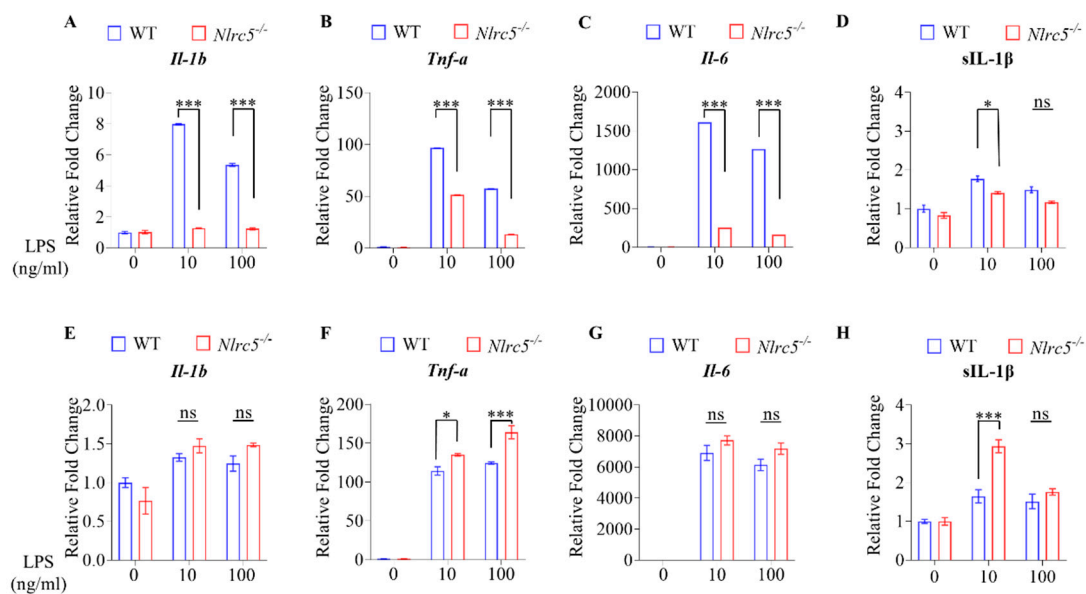 A WT Nlrc5-/- B WT Nlrc5-/- C WT Nlrc5-/- D WT Nlrc5-/-
Il-1b Tnf-a Il-6 sIL-1β
Relative Fold Change
10
8
6
4
2
0
*** ***
0 10 100
Relative Fold Change
150
100
50
0
*** ***
0 10 100
Relative Fold Change
2000
1500
1000
500
0
*** ***
0 10 100
Relative Fold Change
4
3
2
1
0
* ns
0 10 100
LPS
(ng/ml)
E WT Nlrc5-/- F WT Nlrc5-/- G WT Nlrc5-/- H WT Nlrc5-/-
Il-1b Tnf-a Il-6 sIL-1β
Relative Fold Change
2.0
1.5
1.0
0.5
0.0
ns ns
0 10 100
Relative Fold Change
200
150
100
50
0
* ***
0 10 100
Relative Fold Change
10000
8000
6000
4000
2000
0
ns ns
0 10 100
Relative Fold Change
4
3
2
1
0
*** ns
0 10 100
LPS
(ng/ml)